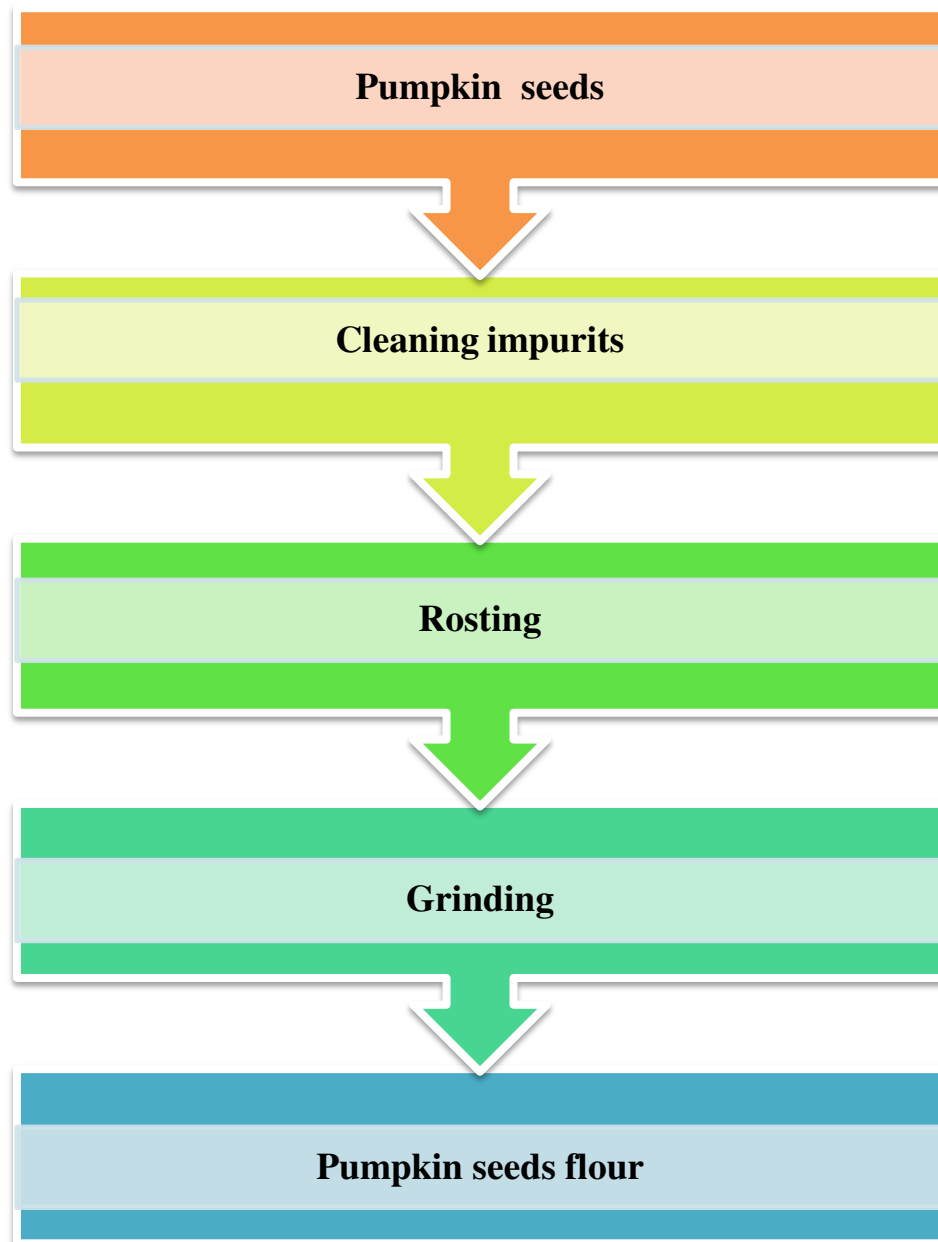 Pumpkin  seeds
Cleaning impurits
Rosting
Grinding
Pumpkin seeds flour